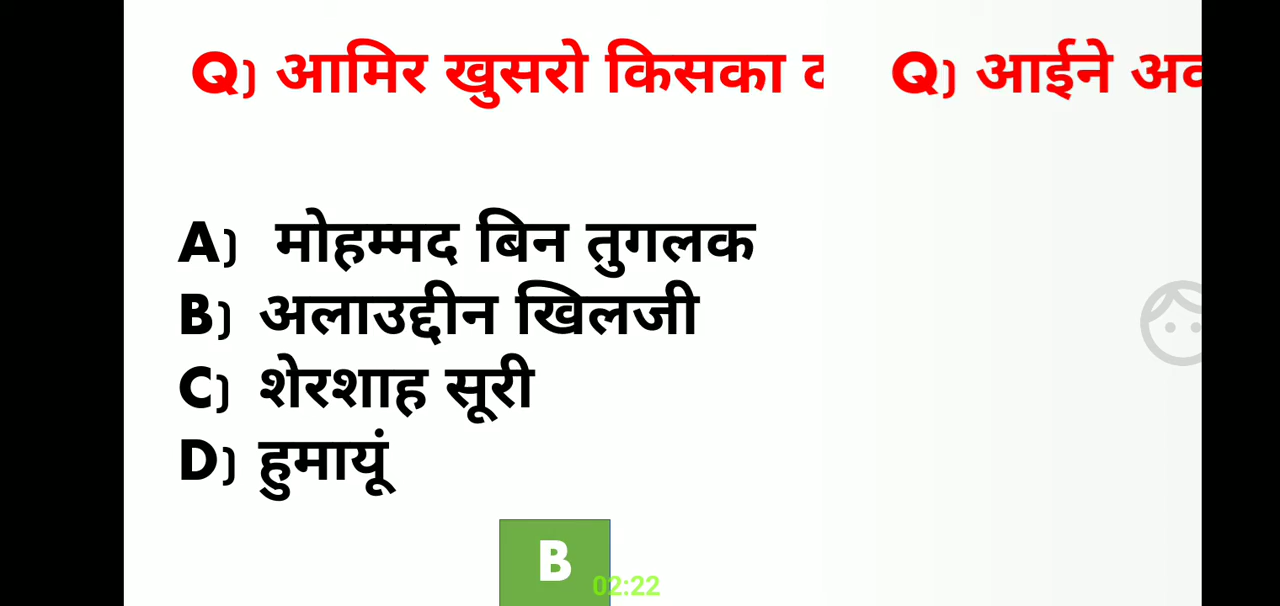 Q) आमिर खुसरो किसका
Q) आईने
A) मोहम्मद बिन तुगलक
B) अलाउद्दीन खिलजी
C) शेरशाह सूरी
D) हुमायूं
B
02:22